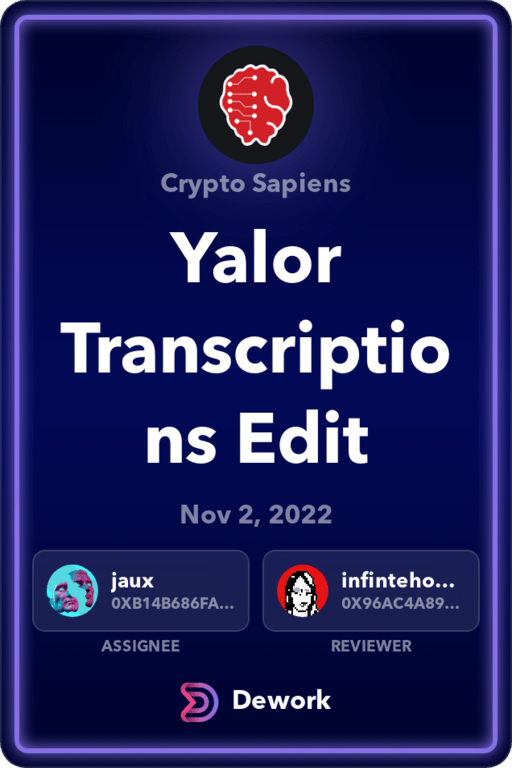 Crypto Sapiens
Yalor
Transcriptio
ns Edit
Nov 2, 2022
jaux
0XB14B686FA...
ASSIGNEE
infinteho...
0X96AC4A89...
REVIEWER
Dework